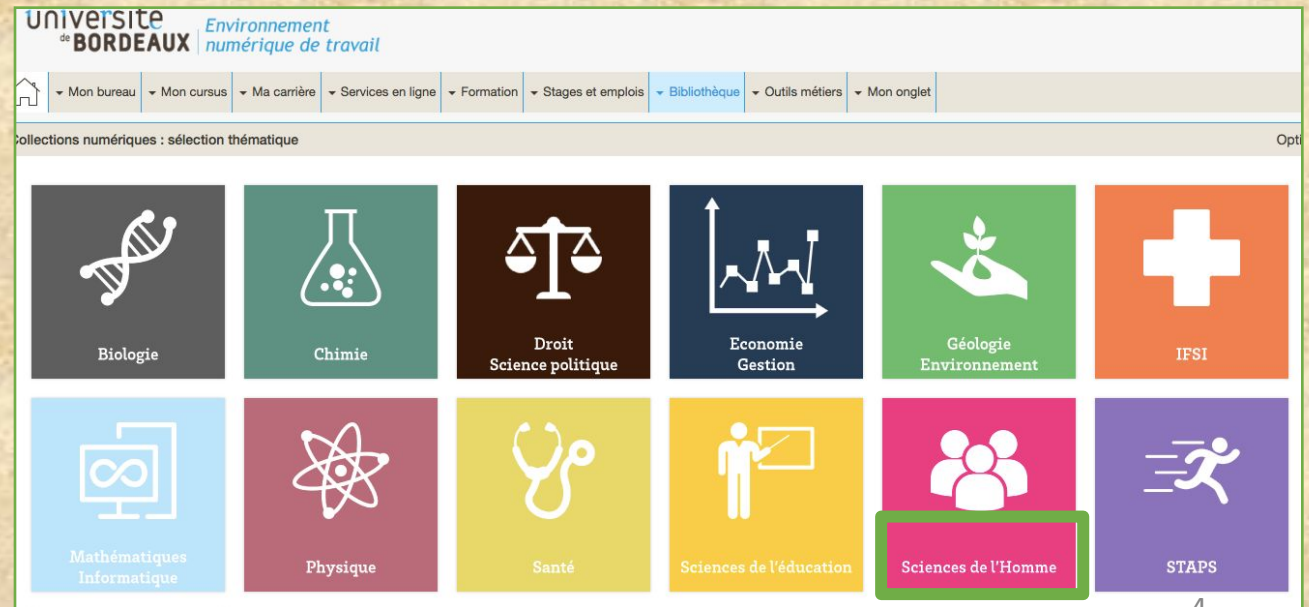 université
de BORDEAUX
Environnement
numérique de travail
Mon bureau Mon cursus Ma carrière Services en ligne Formation Stages et emplois Bibliothèque Outils métiers Mon onglet
Collections numériques : sélection thématique Opti
Biologie
Chimie
Droit
Science politique
Economie
Gestion
Géologie
Environnement
IFSI
Mathématiques
Informatique
Physique
Santé
Sciences de l'éducation
Sciences de l'Homme
STAPS
4